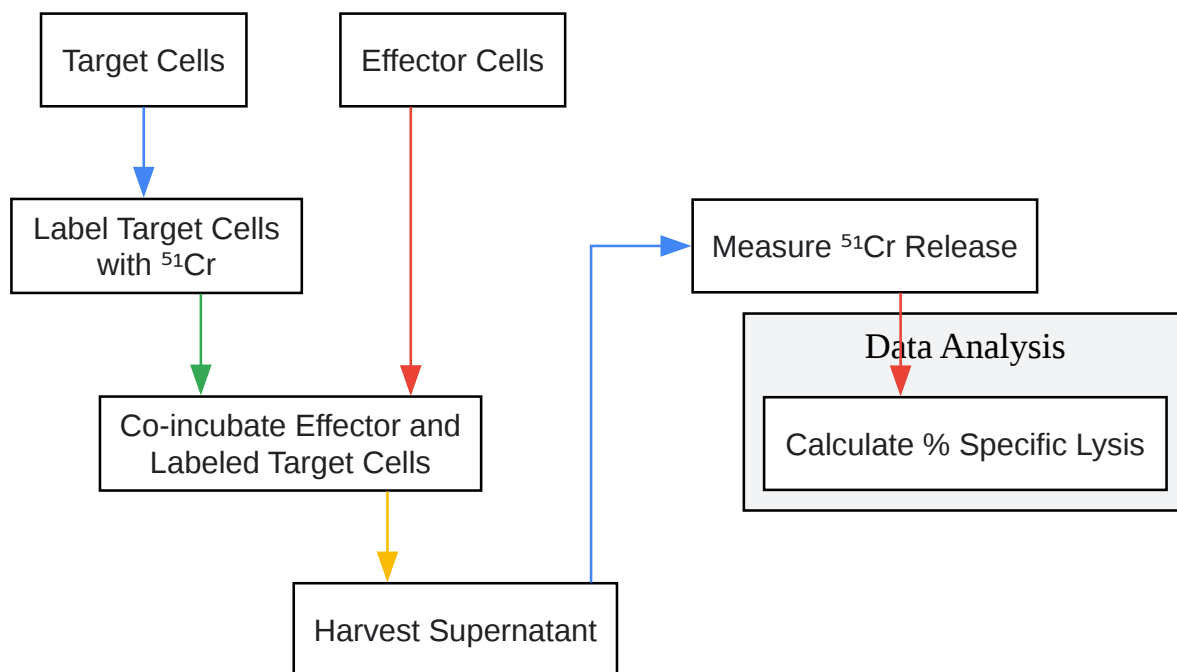 Target Cells
Effector Cells
Label Target Cells
with ⁵¹Cr
Measure ⁵¹Cr Release
Data Analysis
Co-incubate Effector and
Labeled Target Cells
Calculate % Specific Lysis
Harvest Supernatant